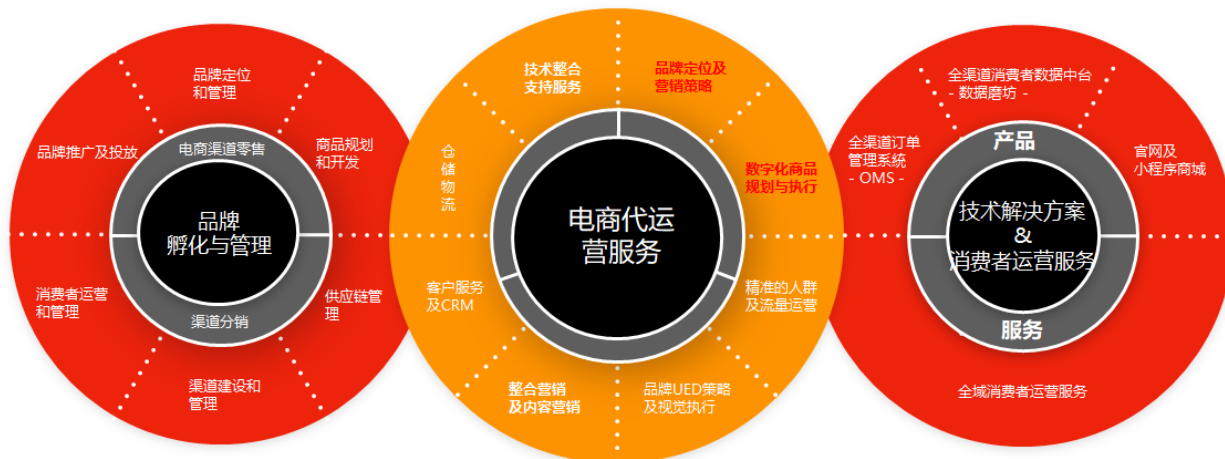 品牌定位
和管理
品牌推广及投放
商品规划
和开发
电商渠道零售
品牌
孵化与管理
消费者运营
和管理
供应链管
理
渠道分销
渠道建设和
管理
技术整合
支持服务
品牌定位及
营销策略
仓
储
物
流
数字化商品
规划与执行
电商代运
营服务
客户服务
及CRM
精准的人群
及流量运营
整合营销
及内容营销
品牌UED策略
及视觉执行
全渠道消费者数据中台
- 数据磨坊 -
全渠道订单
管理系统
- OMS -
官网及
小程序商城
产品
技术解决方案
&
消费者运营服务
服务
全域消费者运营服务